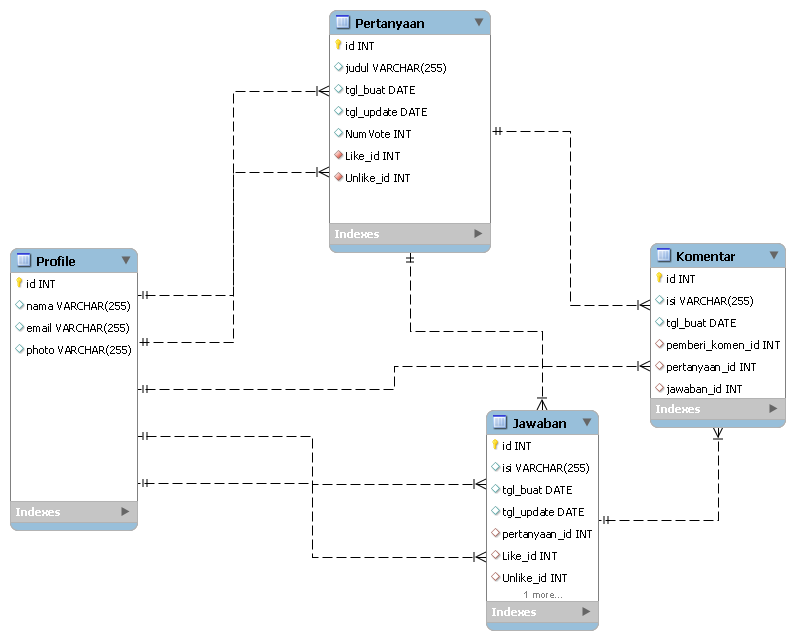 Pertanyaan
id INT
judul VARCHAR(255)
tgl_buat DATE
tgl_update DATE
NumVote INT
Like_id INT
Unlike_id INT
Indexes
Profile
id INT
nama VARCHAR(255)
email VARCHAR(255)
photo VARCHAR(255)
Indexes
Komentar
id INT
isi VARCHAR(255)
tgl_buat DATE
pemberi_komen_id INT
pertanyaan_id INT
jawaban_id INT
Indexes
Jawaban
id INT
isi VARCHAR(255)
tgl_buat DATE
tgl_update DATE
pertanyaan_id INT
Like_id INT
Unlike_id INT
1 more...
Indexes